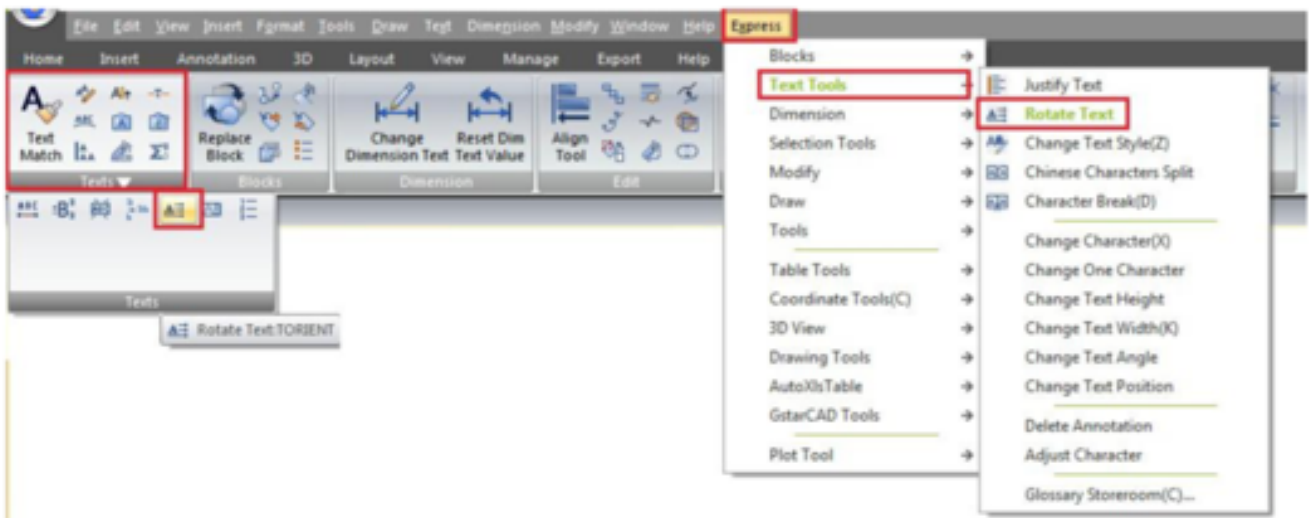 File Edit View Insert Format Tools Draw Text Dimension Modify Window Help Express
Home Insert Annotation 3D Layout View Manage Export Help
Text Match
Replace Block
Change Dimension Text
Reset Dim Text Value
Align Tool
Texts
Blocks
Dimension
Edit
Texts
Rotate Text:TORIENT
Blocks
Text Tools
Dimension
Selection Tools
Modify
Draw
Tools
Table Tools
Coordinate Tools(C)
3D View
Drawing Tools
AutoXlsTable
GstarCAD Tools
Plot Tool
Justify Text
Rotate Text
Change Text Style(Z)
Chinese Characters Split
Character Break(D)
Change Character(X)
Change One Character
Change Text Height
Change Text Width(K)
Change Text Angle
Change Text Position
Delete Annotation
Adjust Character
Glossary Storeroom(C)...